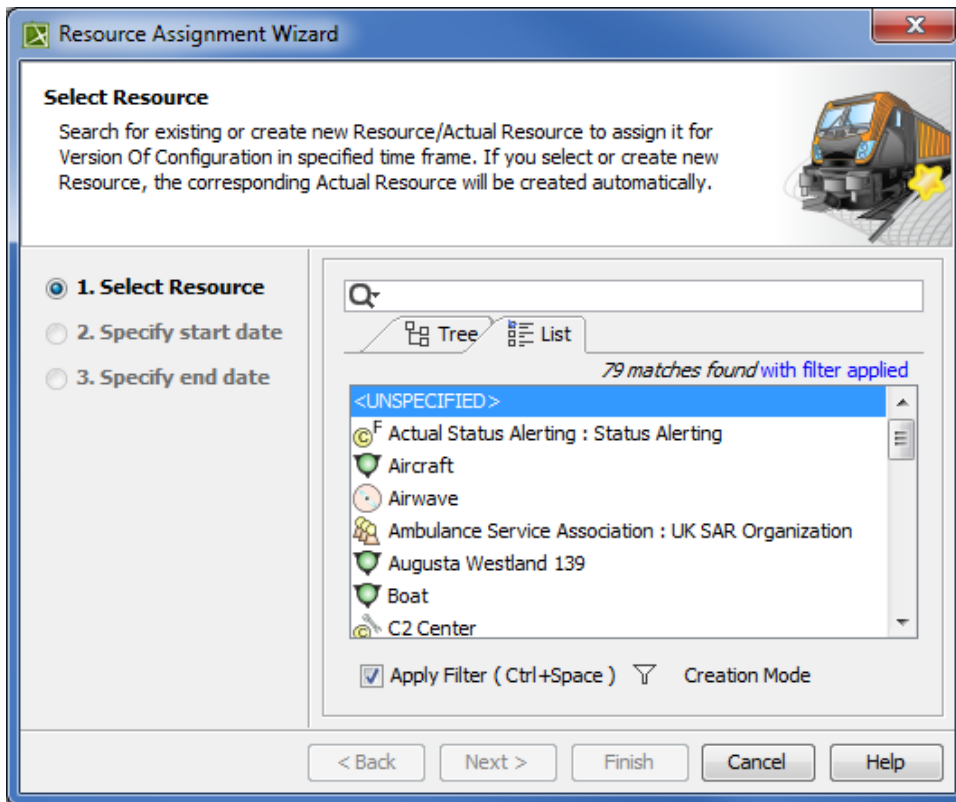 Resource Assignment Wizard
Select Resource
Search for existing or create new Resource/Actual Resource to assign it for
Version Of Configuration in specified time frame. If you select or create new
Resource, the corresponding Actual Resource will be created automatically.
1. Select Resource
2. Specify start date
3. Specify end date
Tree List
79 matches found with filter applied
<UNSPECIFIED>
Actual Status Alerting : Status Alerting
Aircraft
Airwave
Ambulance Service Association : UK SAR Organization
Augusta Westland 139
Boat
C2 Center
Apply Filter ( Ctrl+Space ) Creation Mode
< Back Next > Finish Cancel Help